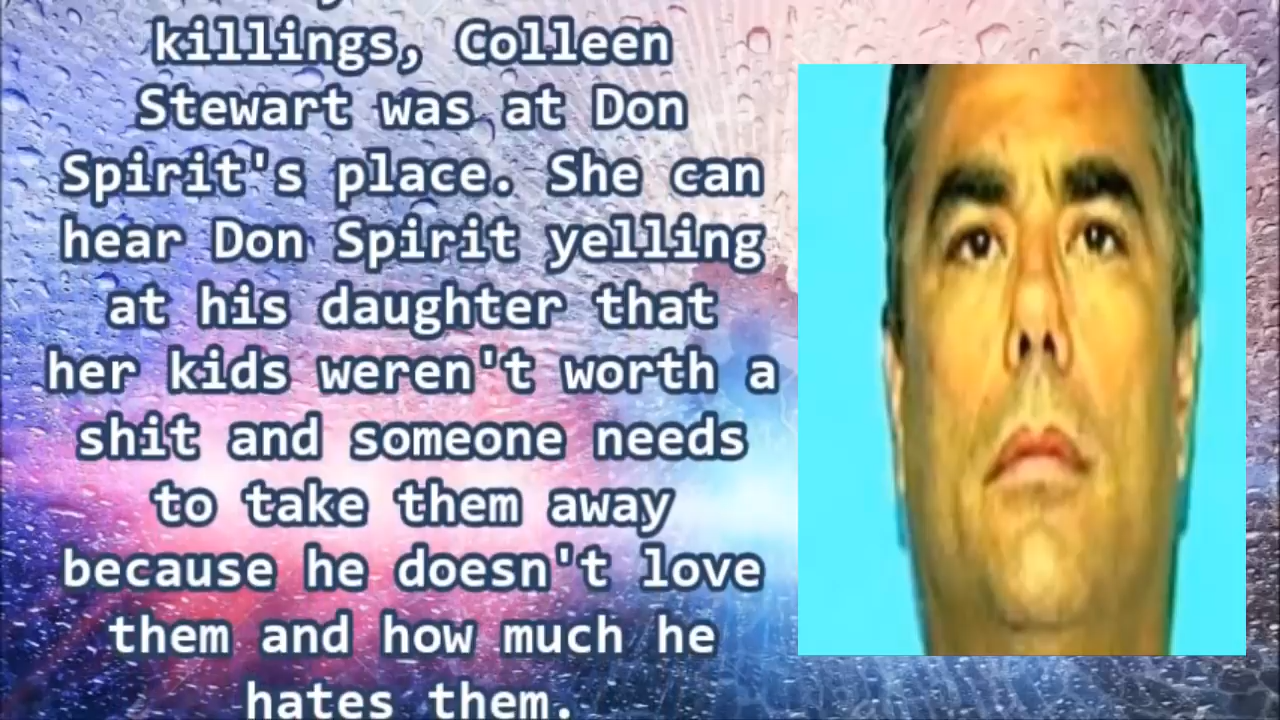 killings, Colleen
Stewart was at Don
Spirit's place. She can
hear Don Spirit yelling
at his daughter that
her kids weren't worth a
shit and someone needs
to take them away
because he doesn't love
them and how much he
hates them.